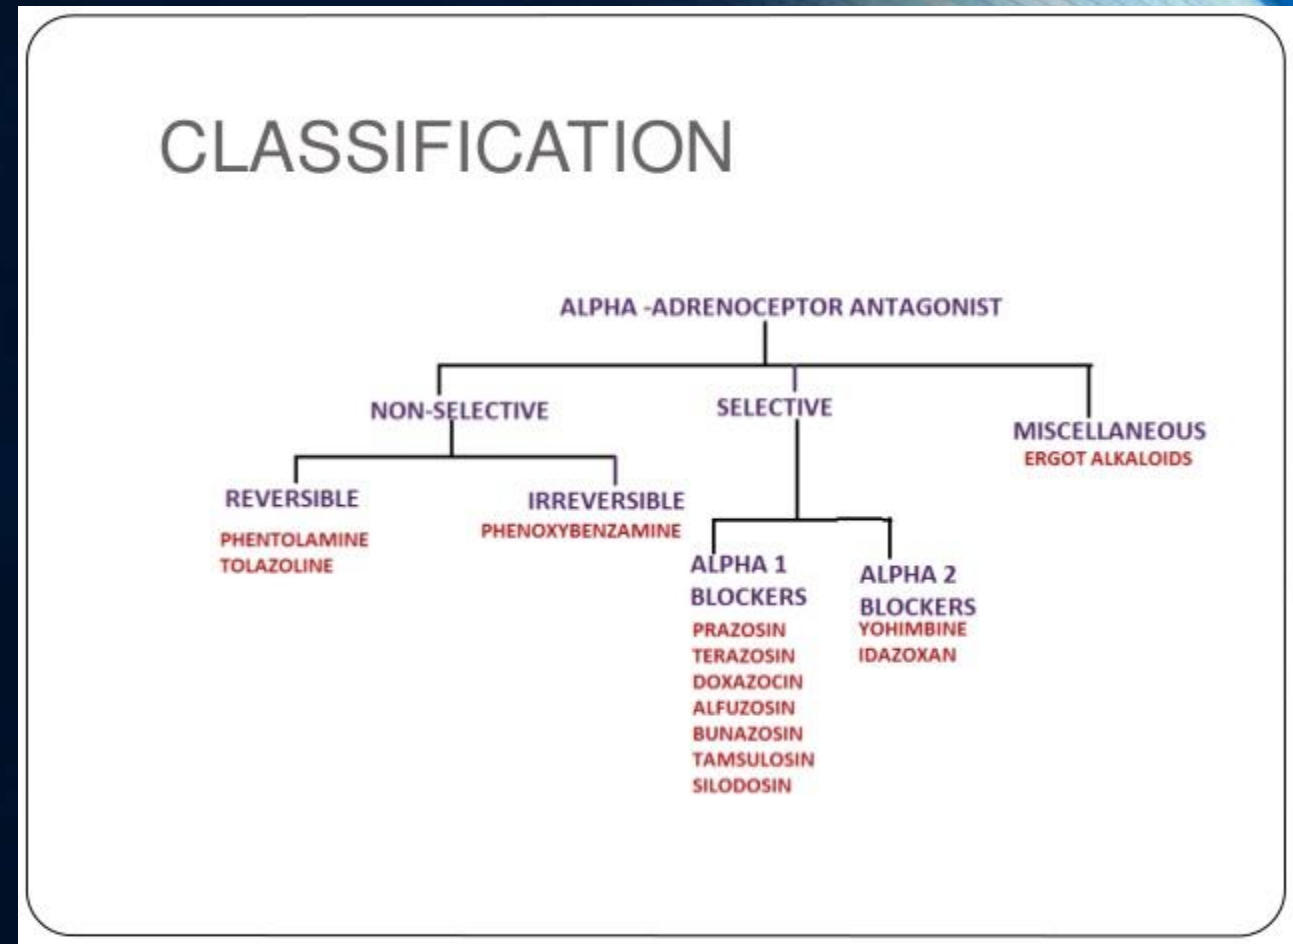 CLASSIFICATION
ALPHA -ADRENOCEPTOR ANTAGONIST
NON-SELECTIVE
SELECTIVE
MISCELLANEOUS
ERGOT ALKALOIDS
REVERSIBLE
PHENTOLAMINE
TOLAZOLINE
IRREVERSIBLE
PHENOXYBENZAMINE
ALPHA 1
BLOCKERS
PRAZOSIN
TERAZOSIN
DOXAZOCIN
ALFUZOSIN
BUNAZOSIN
TAMSULOSIN
SILODOSIN
ALPHA 2
BLOCKERS
YOHIMBINE
IDAZOXAN